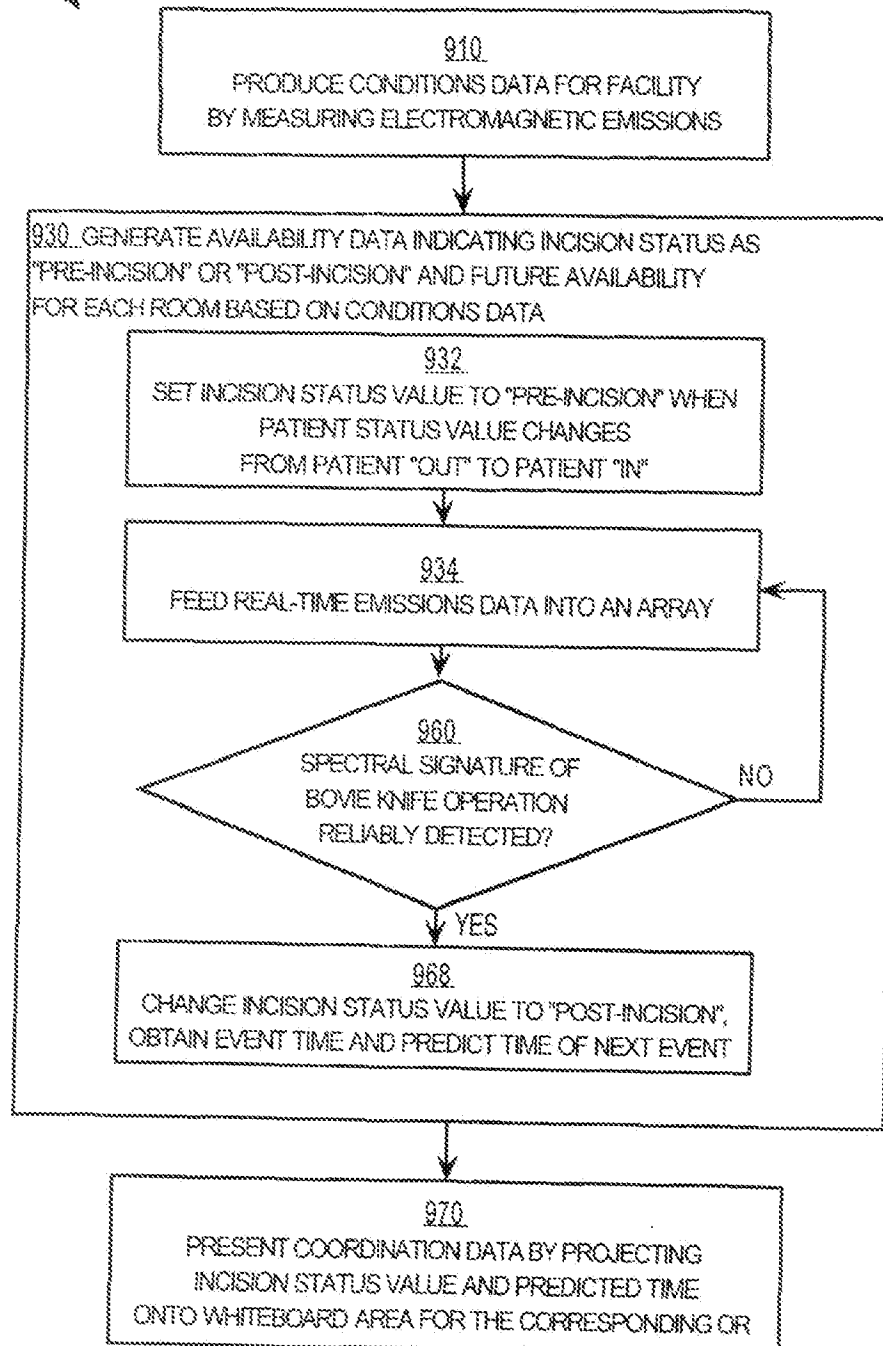 910
PRODUCE CONDITIONS DATA FOR FACILITY
BY MEASURING ELECTROMAGNETIC EMISSIONS
930 GENERATE AVAILABILITY DATA INDICATING INCISION STATUS AS
"PRE-INCISION" OR "POST-INCISION" AND FUTURE AVAILABILITY
FOR EACH ROOM BASED ON CONDITIONS DATA
932
SET INCISION STATUS VALUE TO "PRE-INCISION" WHEN
PATIENT STATUS VALUE CHANGES
FROM PATIENT "OUT" TO PATIENT "IN"
934
FEED REAL-TIME EMISSIONS DATA INTO AN ARRAY
960
SPECTRAL SIGNATURE OF
BOVIE KNIFE OPERATION
RELIABLY DETECTED?
NO
YES
968
CHANGE INCISION STATUS VALUE TO "POST-INCISION",
OBTAIN EVENT TIME AND PREDICT TIME OF NEXT EVENT
970
PRESENT COORDINATION DATA BY PROJECTING
INCISION STATUS VALUE AND PREDICTED TIME
ONTO WHITEBOARD AREA FOR THE CORRESPONDING OR